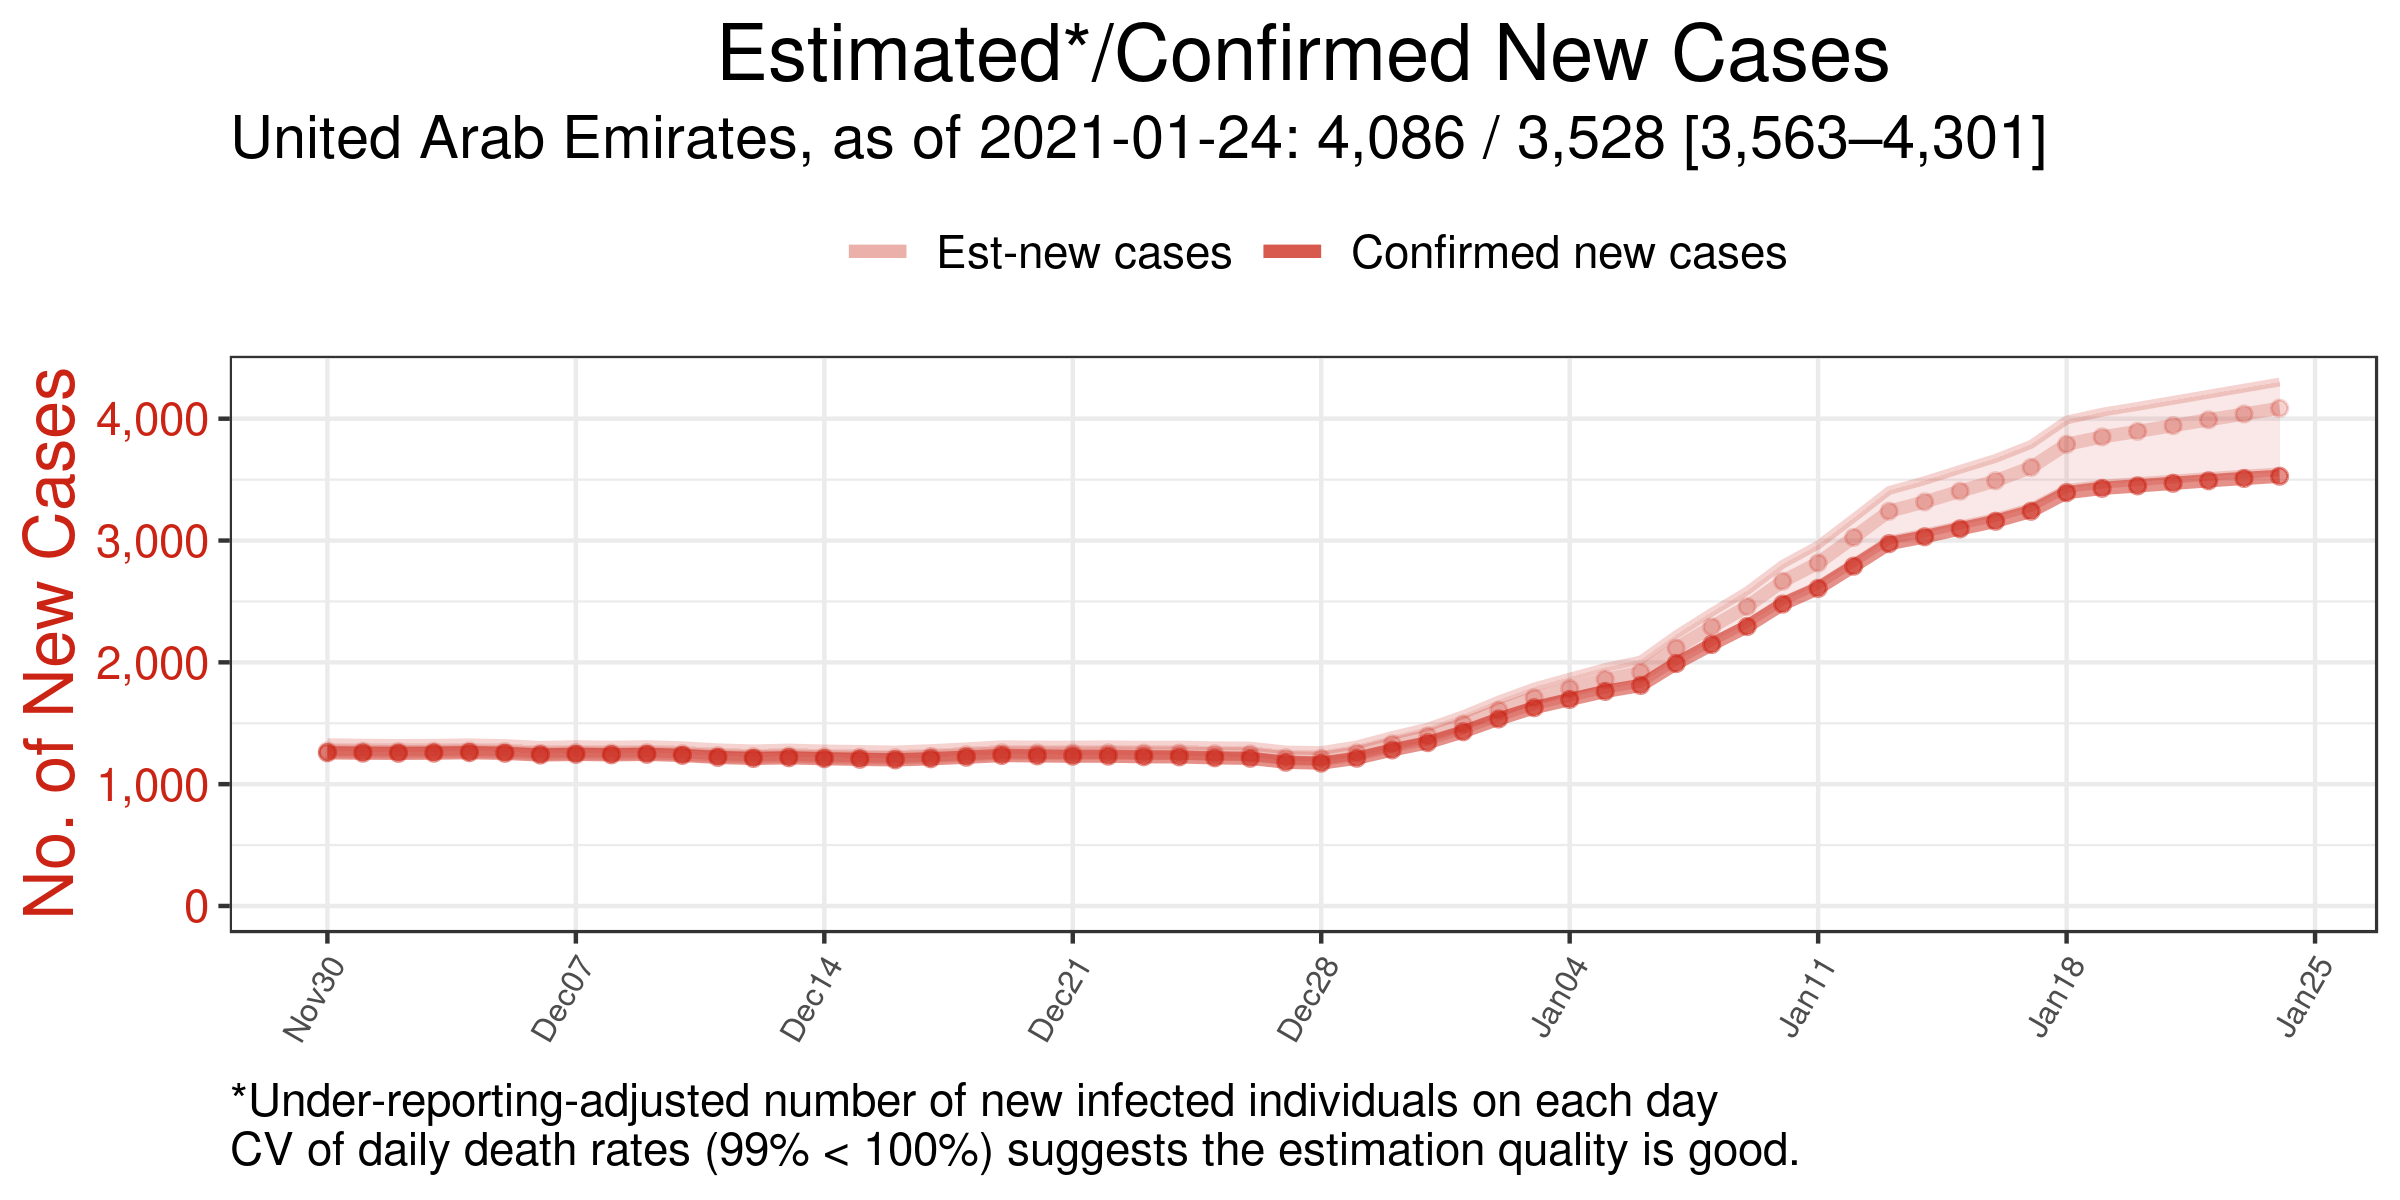 Estimated*/Confirmed New Cases
United Arab Emirates, as of 2021-01-24: 4,086 / 3,528 [3,563–4,301]
Est-new cases Confirmed new cases
No. of New Cases
4,000
3,000
2,000
1,000
0
Nov30 Dec07 Dec14 Dec21 Dec28 Jan04 Jan11 Jan18 Jan25
*Under-reporting-adjusted number of new infected individuals on each day
CV of daily death rates (99% < 100%) suggests the estimation quality is good.